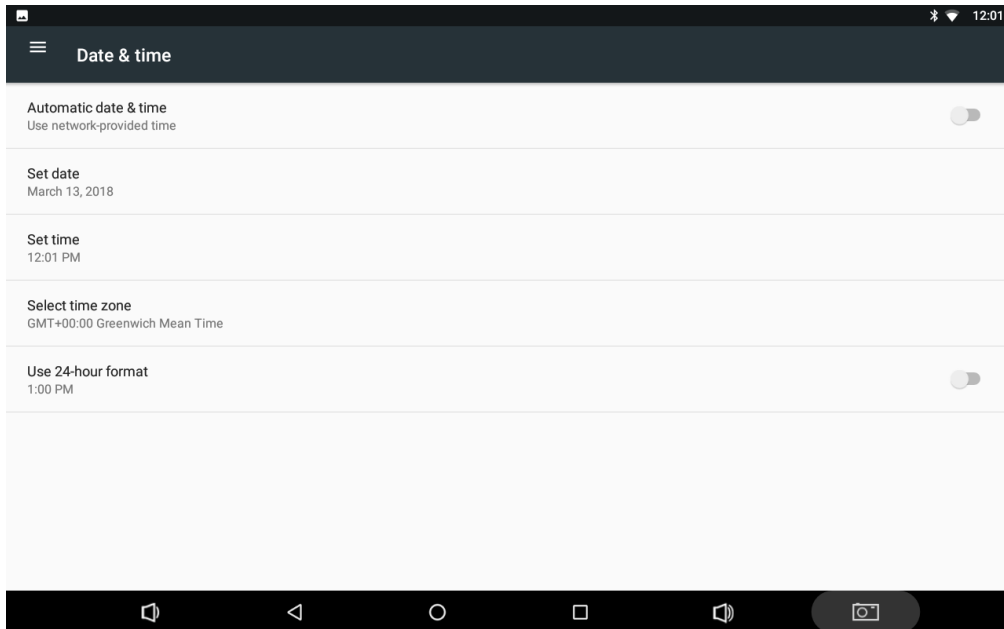 12:01
Date & time
Automatic date & time
Use network-provided time
Set date
March 13, 2018
Set time
12:01 PM
Select time zone
GMT+00:00 Greenwich Mean Time
Use 24-hour format
1:00 PM